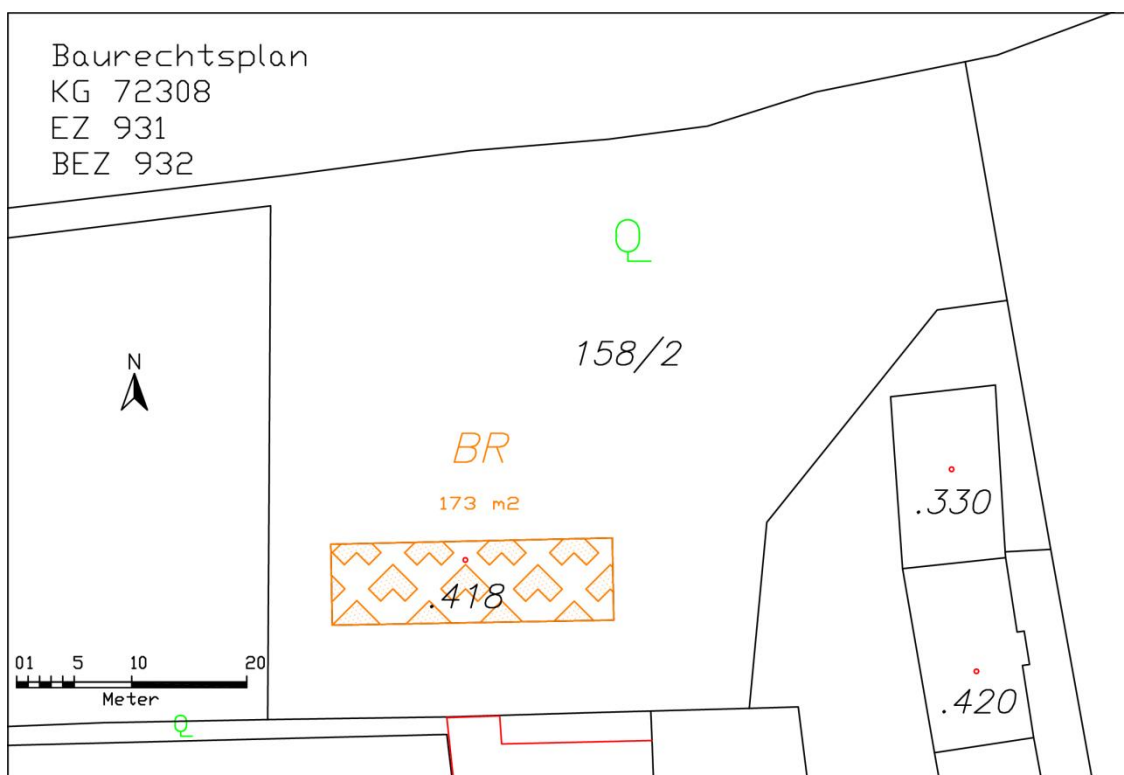 Baurechtsplan
KG 72308
EZ 931
BEZ 932
158/2
N
BR
173 m2
.330
.418
01 5 10 20
Meter
.420